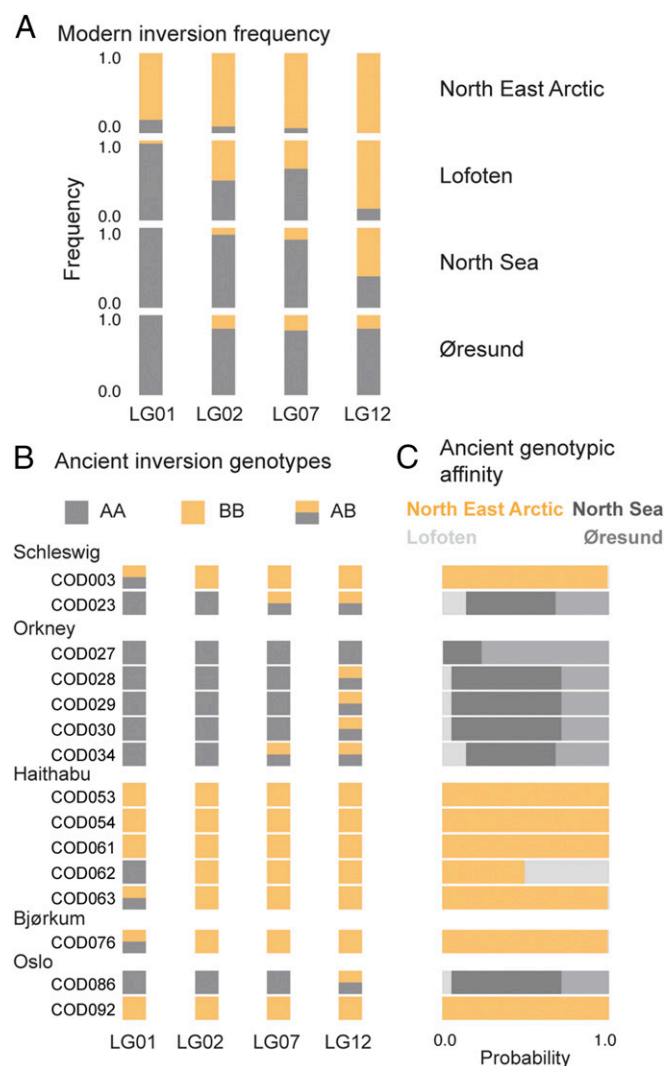 A Modern inversion frequency
1.0
0.0
North East Arctic
1.0
0.0
Lofoten
1.0
0.0
North Sea
1.0
0.0
Øresund
Frequency
LG01 LG02 LG07 LG12
B Ancient inversion genotypes
AA BB AB
C Ancient genotypic
affinity
North East Arctic North Sea
Lofoten Øresund
Schleswig
COD003
COD023
Orkney
COD027
COD028
COD029
COD030
COD034
Haithabu
COD053
COD054
COD061
COD062
COD063
Bjørkum
COD076
Oslo
COD086
COD092
LG01 LG02 LG07 LG12
0.0 1.0
Probability